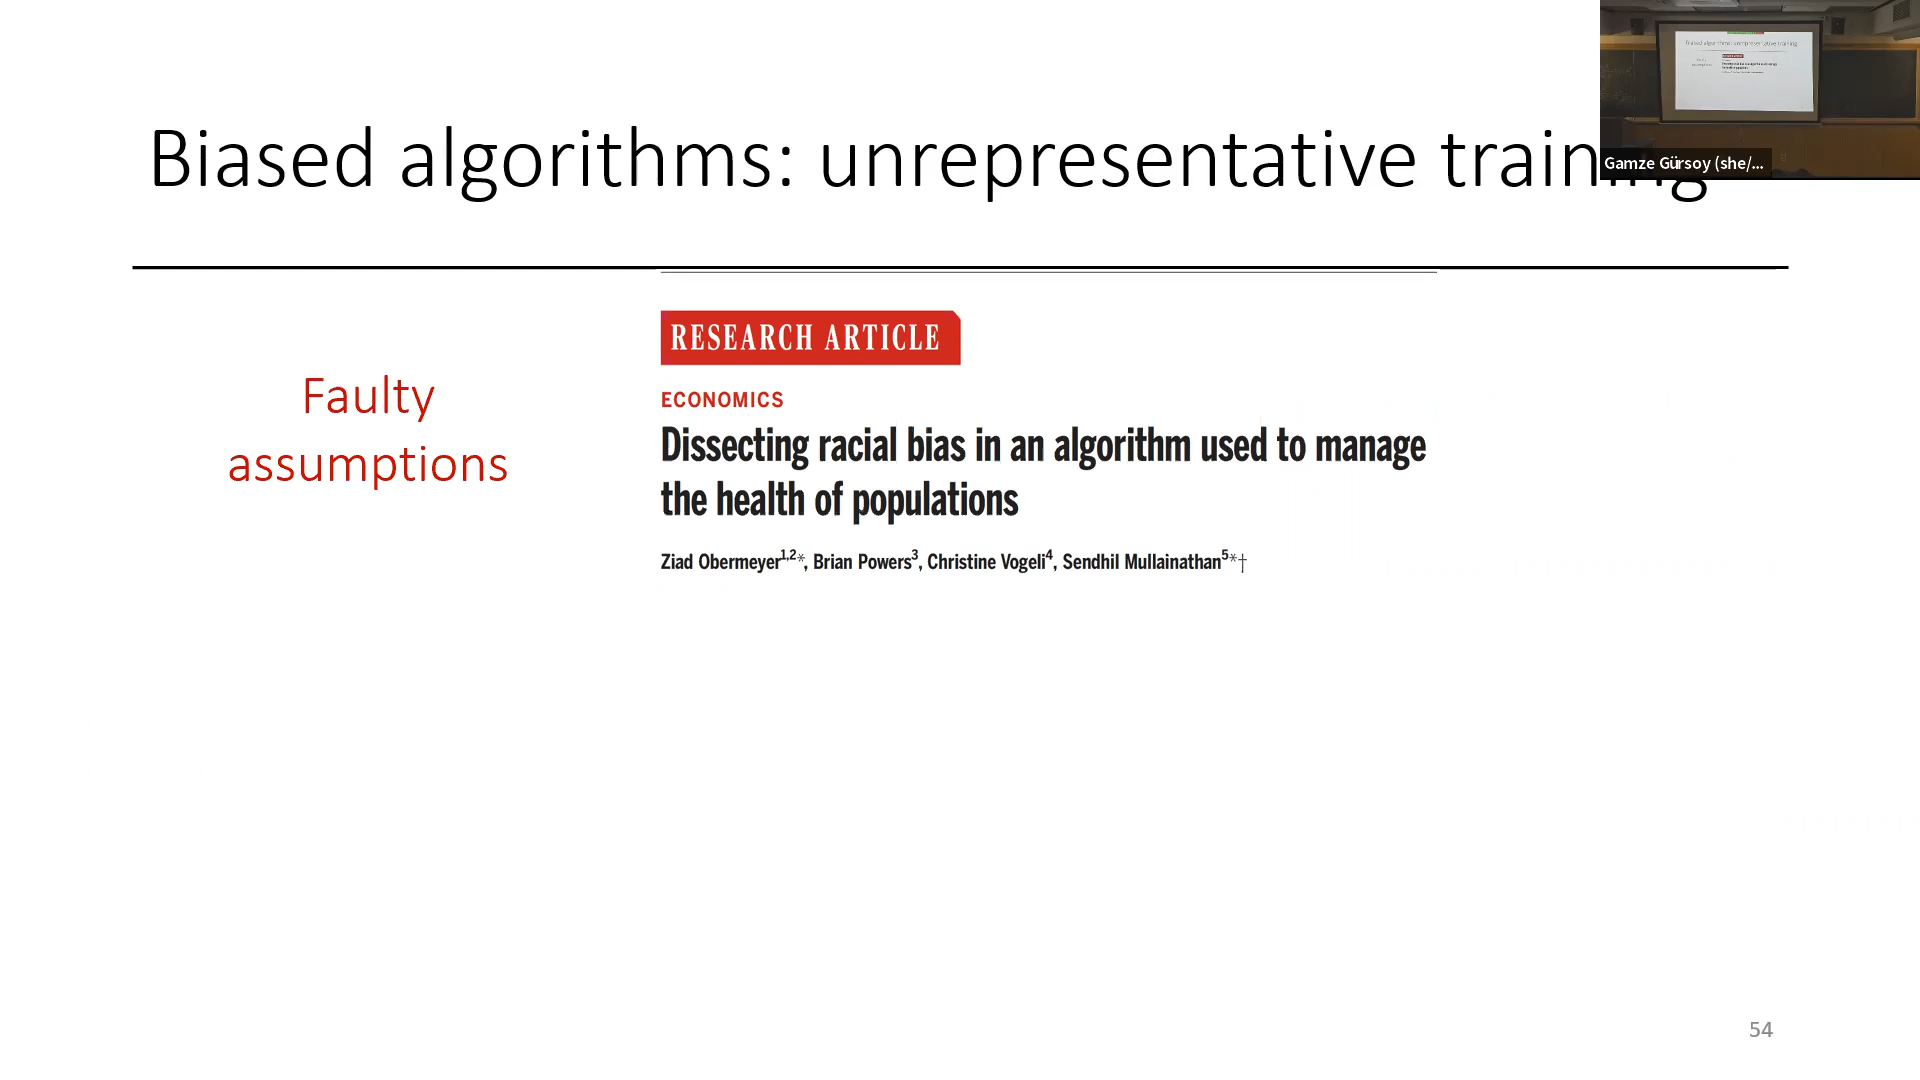 Biased algorithms: unrepresentative training
Gamze Gürsoy (she/...
Faulty
assumptions
RESEARCH ARTICLE
ECONOMICS
Dissecting racial bias in an algorithm used to manage
the health of populations
Ziad Obermeyer1,2*, Brian Powers3, Christine Vogeli4, Sendhil Mullainathan5*†
54